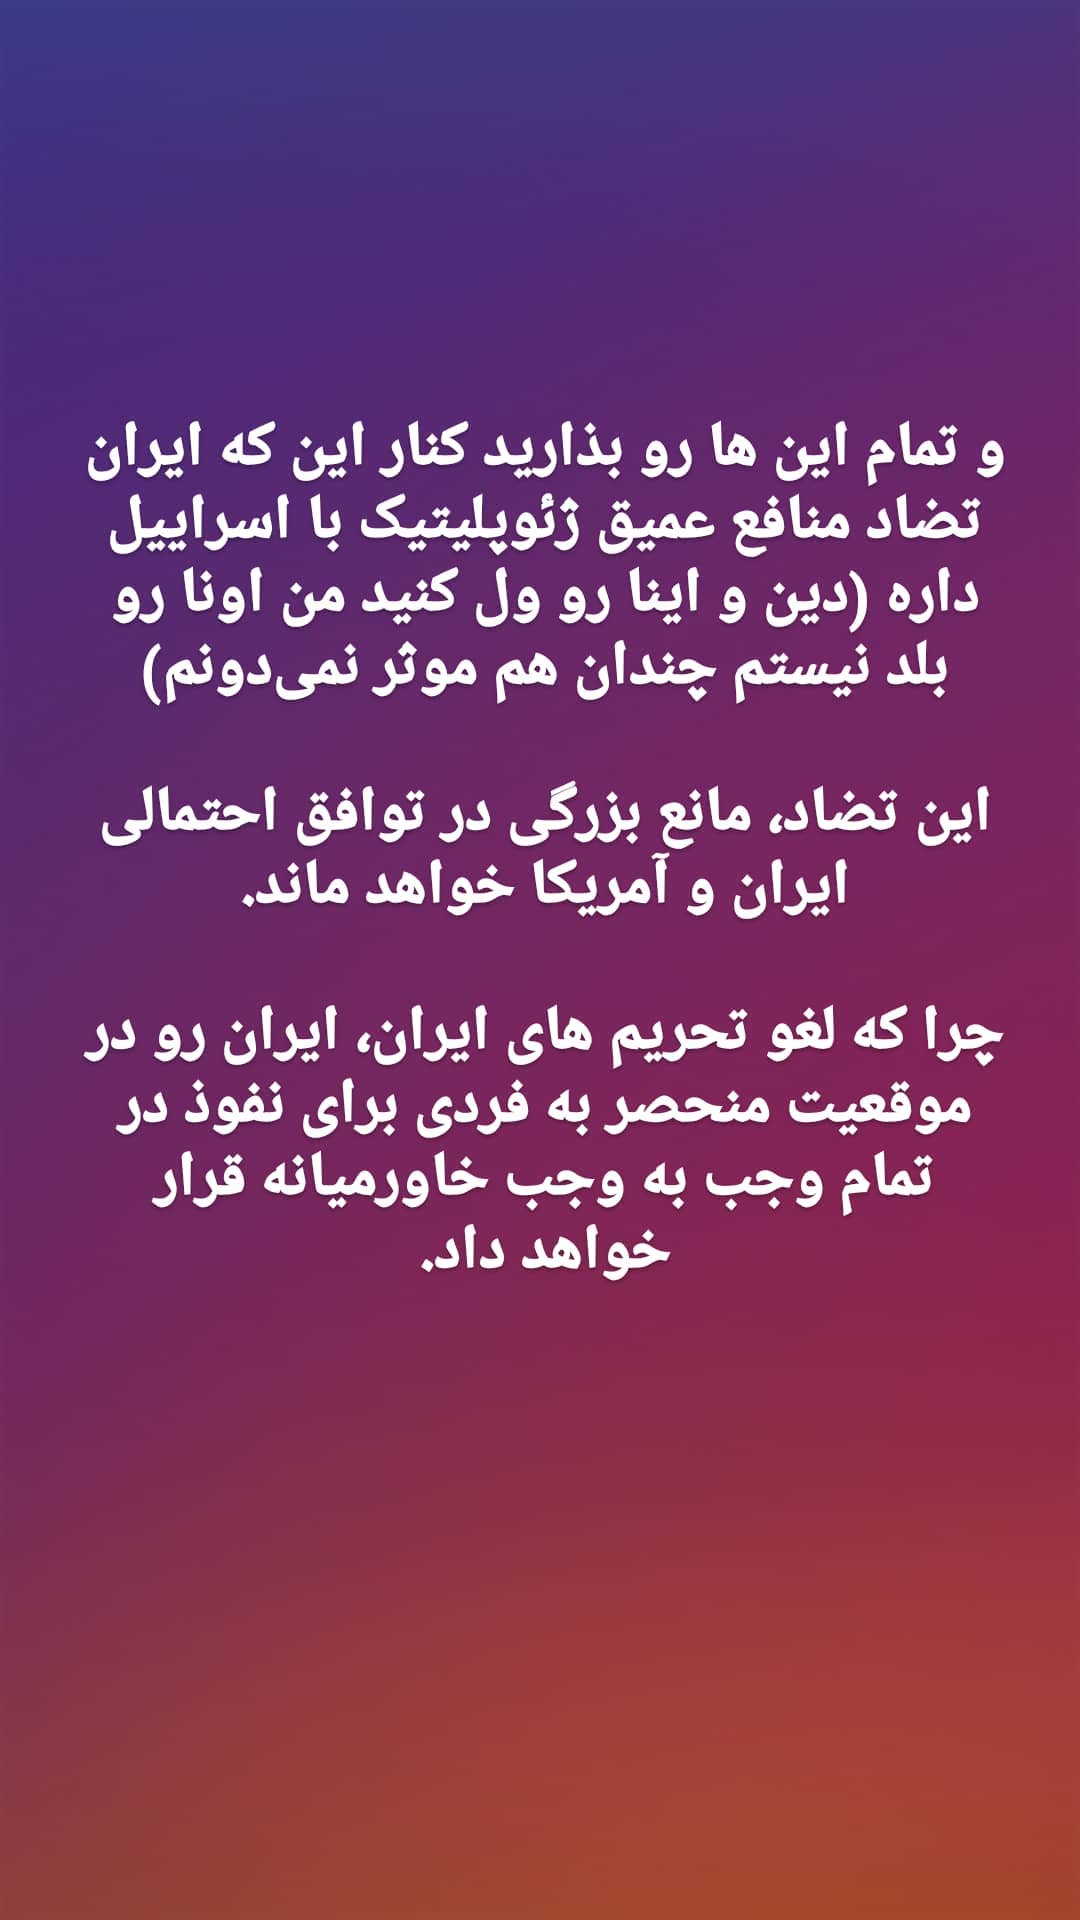 و تمام این ها رو بذارید کنار این که ایران
تضاد منافع عمیق ژئوپلیتیک با اسراییل
داره (دین و اینا رو ول کنید من اونا رو
بلد نیستم چندان هم موثر نمی‌دونم)
این تضاد، مانع بزرگی در توافق احتمالی
ایران و آمریکا خواهد ماند.
چرا که لغو تحریم های ایران، ایران رو در
موقعیت منحصر به فردی برای نفوذ در
تمام وجب به وجب خاورمیانه قرار
خواهد داد.